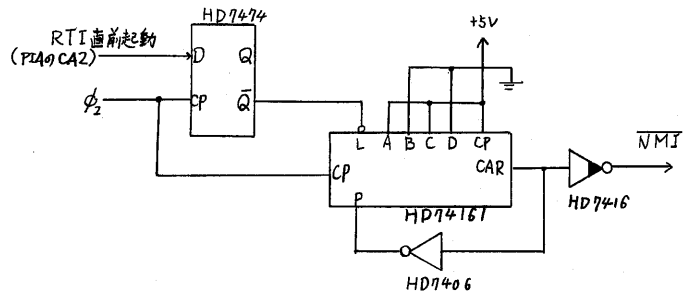 HD7474
RTI直前起動
(PIAのCA2)
D
Q
φ2
CP
Q̅
+5V
L
A
B
C
D
CP
CP
CAR
P
HD74161
N̅M̅I̅
HD7416
HD7406